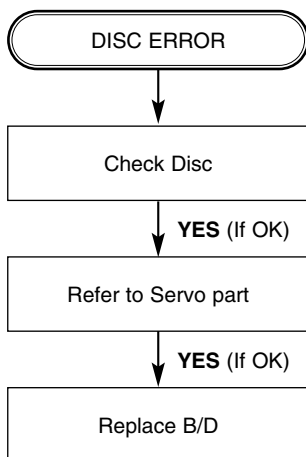 DISC ERROR
Check Disc
YES (If OK)
Refer to Servo part
YES (If OK)
Replace B/D